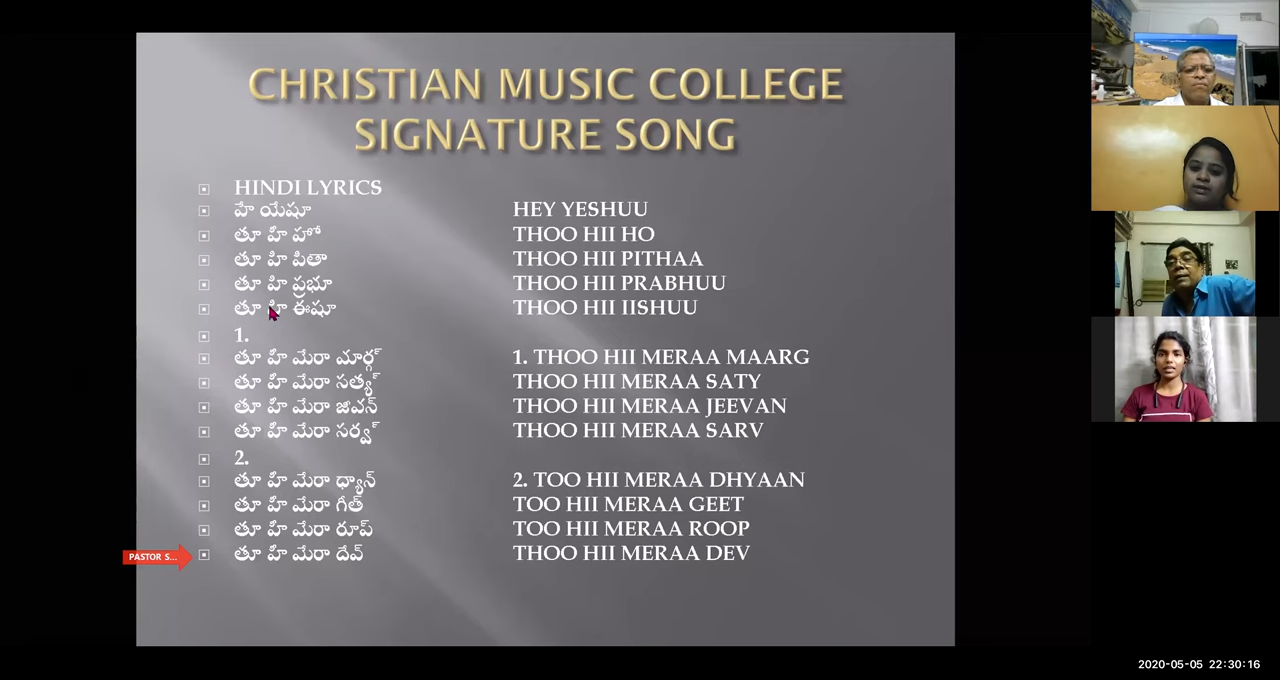 CHRISTIAN MUSIC COLLEGE
SIGNATURE SONG
HINDI LYRICS
హే యేషూ HEY YESHUU
తూ హి హో THOO HII HO
తూ హి పితా THOO HII PITHAA
తూ హి ప్రభూ THOO HII PRABHUU
తూ హి ఈషూ THOO HII IISHUU
1.
తూ హి మేరా మార్గ్ 1. THOO HII MERAA MAARG
తూ హి మేరా సత్య్ THOO HII MERAA SATY
తూ హి మేరా జీవన్ THOO HII MERAA JEEVAN
తూ హి మేరా సర్వ్ THOO HII MERAA SARV
2.
తూ హి మేరా ధ్యాన్ 2. TOO HII MERAA DHYAAN
తూ హి మేరా గీత్ TOO HII MERAA GEET
తూ హి మేరా రూప్ TOO HII MERAA ROOP
PASTOR S... తూ హి మేరా దేవ్ THOO HII MERAA DEV
2020-05-05 22:30:16